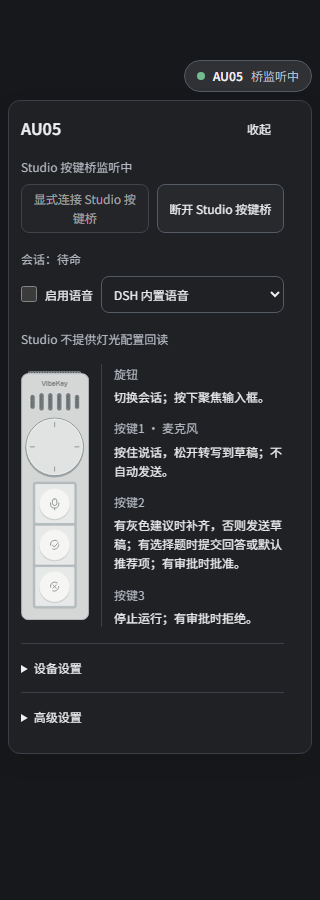 AU05 桥监听中
AU05
收起
Studio 按键桥监听中
显式连接 Studio 按
键桥
断开 Studio 按键桥
会话：待命
启用语音
DSH 内置语音
Studio 不提供灯光配置回读
VibeKey
旋钮
切换会话；按下聚焦输入框。
按键1 · 麦克风
按住说话，松开转写到草稿；不
自动发送。
按键2
有灰色建议时补齐，否则发送草
稿；有选择题时提交回答或默认
推荐项；有审批时批准。
按键3
停止运行；有审批时拒绝。
设备设置
高级设置